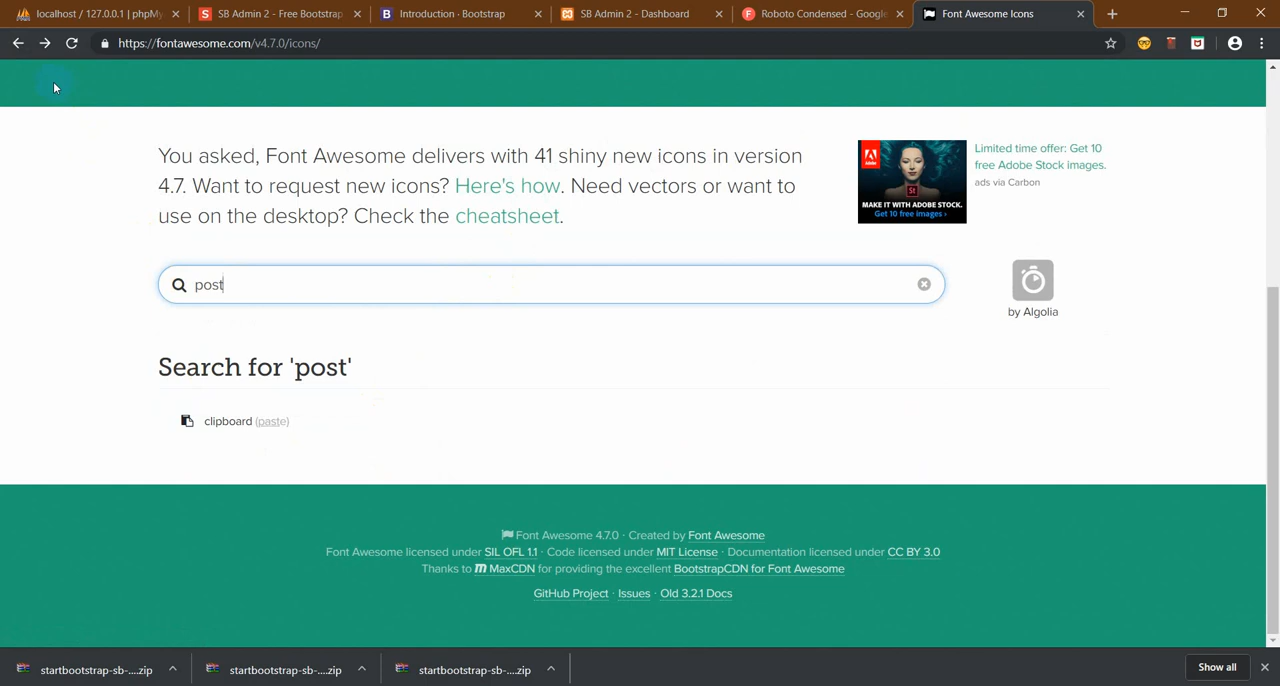 localhost / 127.0.0.1 | phpMy
SB Admin 2 - Free Bootstrap
Introduction · Bootstrap
SB Admin 2 - Dashboard
Roboto Condensed - Google
Font Awesome Icons
https://fontawesome.com/v4.7.0/icons/
You asked, Font Awesome delivers with 41 shiny new icons in version
4.7. Want to request new icons? Here's how. Need vectors or want to
use on the desktop? Check the cheatsheet.
MAKE IT WITH ADOBE STOCK.
Get 10 free images ›
Limited time offer: Get 10
free Adobe Stock images.
ads via Carbon
post
by Algolia
Search for 'post'
clipboard (paste)
Font Awesome 4.7.0 · Created by Font Awesome
Font Awesome licensed under SIL OFL 1.1 · Code licensed under MIT License · Documentation licensed under CC BY 3.0
Thanks to MaxCDN for providing the excellent BootstrapCDN for Font Awesome
GitHub Project · Issues · Old 3.2.1 Docs
startbootstrap-sb-....zip
startbootstrap-sb-....zip
startbootstrap-sb-....zip
Show all